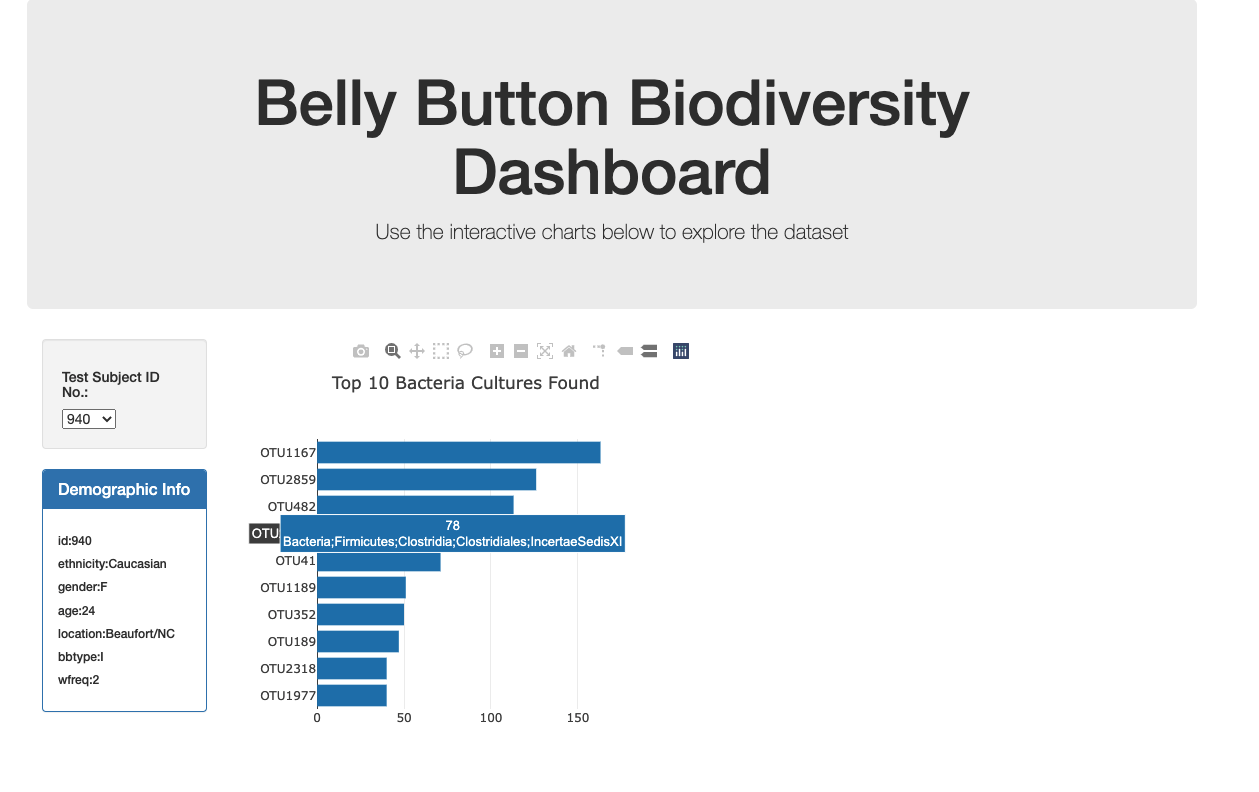 Belly Button Biodiversity
Dashboard
Use the interactive charts below to explore the dataset
Test Subject ID
No.:
940
Demographic Info
id:940
ethnicity:Caucasian
gender:F
age:24
location:Beaufort/NC
bbtype:I
wfreq:2
Top 10 Bacteria Cultures Found
OTU1167
OTU2859
OTU482
OTU
78
Bacteria;Firmicutes;Clostridia;Clostridiales;IncertaeSedisXI
OTU41
OTU1189
OTU352
OTU189
OTU2318
OTU1977
0 50 100 150